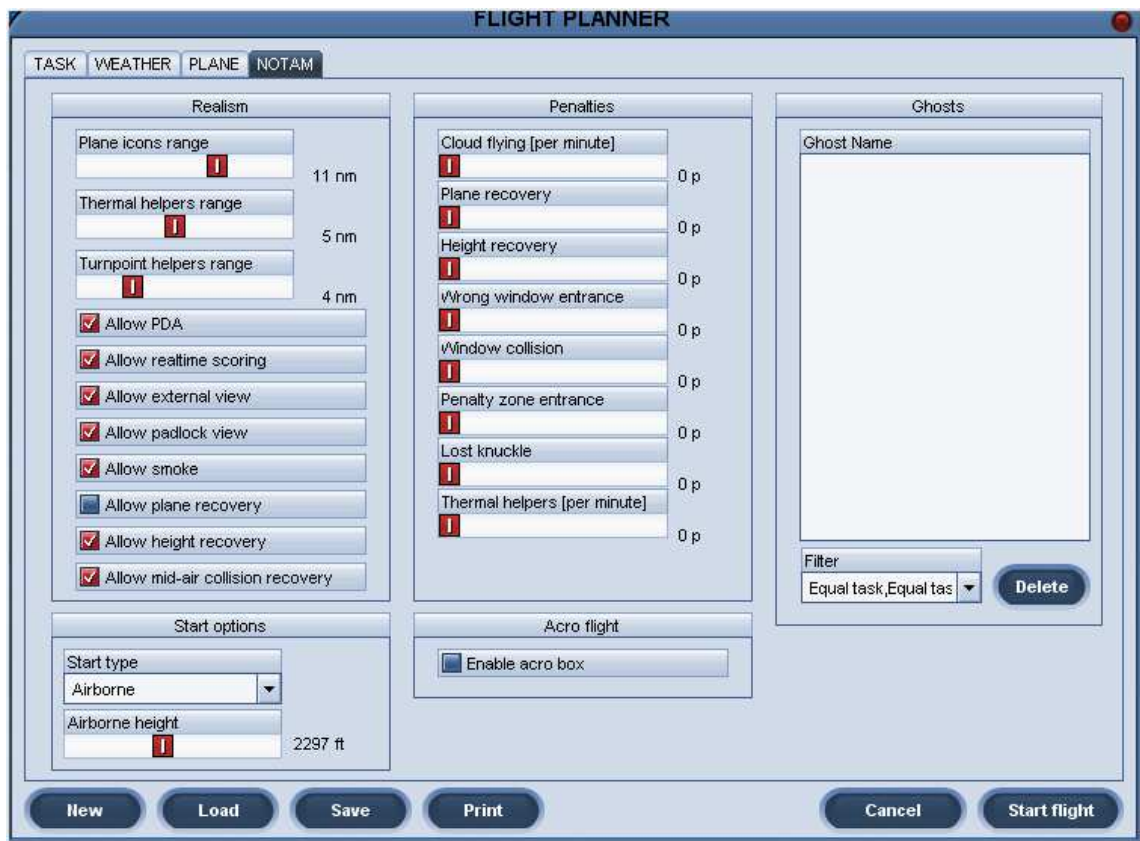 FLIGHT PLANNER
TASK WEATHER PLANE NOTAM
Realism
Plane icons range
11 nm
Thermal helpers range
5 nm
Turnpoint helpers range
4 nm
Allow PDA
Allow realtime scoring
Allow external view
Allow padlock view
Allow smoke
Allow plane recovery
Allow height recovery
Allow mid-air collision recovery
Start options
Start type
Airborne
Airborne height
2297 ft
Penalties
Cloud flying [per minute]
0 p
Plane recovery
0 p
Height recovery
0 p
Wrong window entrance
0 p
Window collision
0 p
Penalty zone entrance
0 p
Lost knuckle
0 p
Thermal helpers [per minute]
0 p
Acro flight
Enable acro box
Ghosts
Ghost Name
Filter
Equal task,Equal tas
Delete
New Load Save Print Cancel Start flight